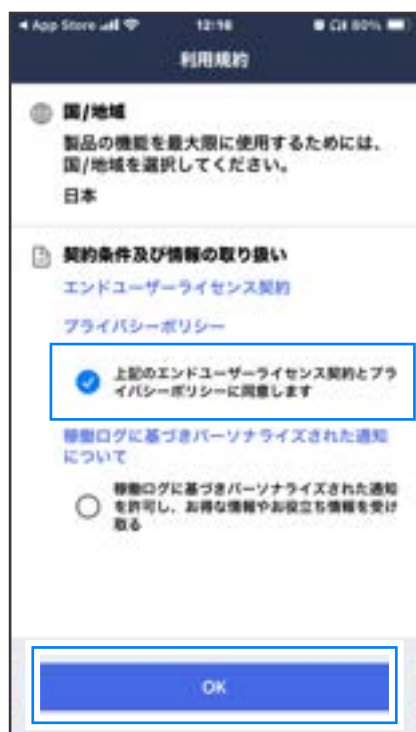 App Store 12:16 80%
利用規約
国/地域
製品の機能を最大限に使用するためには、
国/地域を選択してください。
日本
契約条件及び情報の取り扱い
エンドユーザーライセンス契約
プライバシーポリシー
上記のエンドユーザーライセンス契約とプラ
イバシーポリシーに同意します
稼働ログに基づきパーソナライズされた通知
について
稼働ログに基づきパーソナライズされた通知
を許可し、お得な情報やお役立ち情報を受け
取る
OK